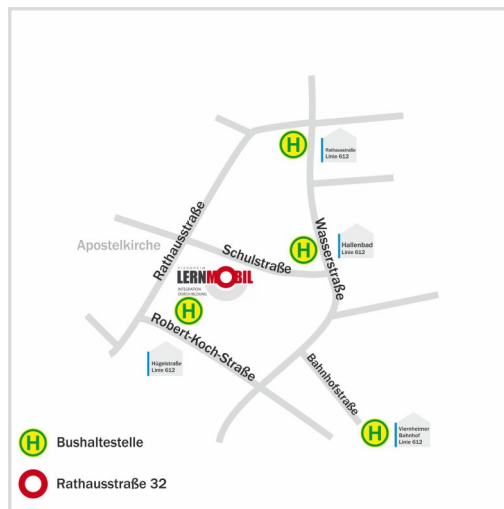 Rathausstraße
Linie 612
Wasserstraße
Hallenbad
Linie 612
Apostelkirche
Rathausstraße
Schulstraße
VIERNHEIM
LERNMOBIL
INTEGRATION
DURCH BILDUNG
Robert-Koch-Straße
Hügelstraße
Linie 612
Bahnhofstraße
Viernheimer
Bahnhof
Linie 612
H
H
H
H
H
Bushaltestelle
Rathausstraße 32